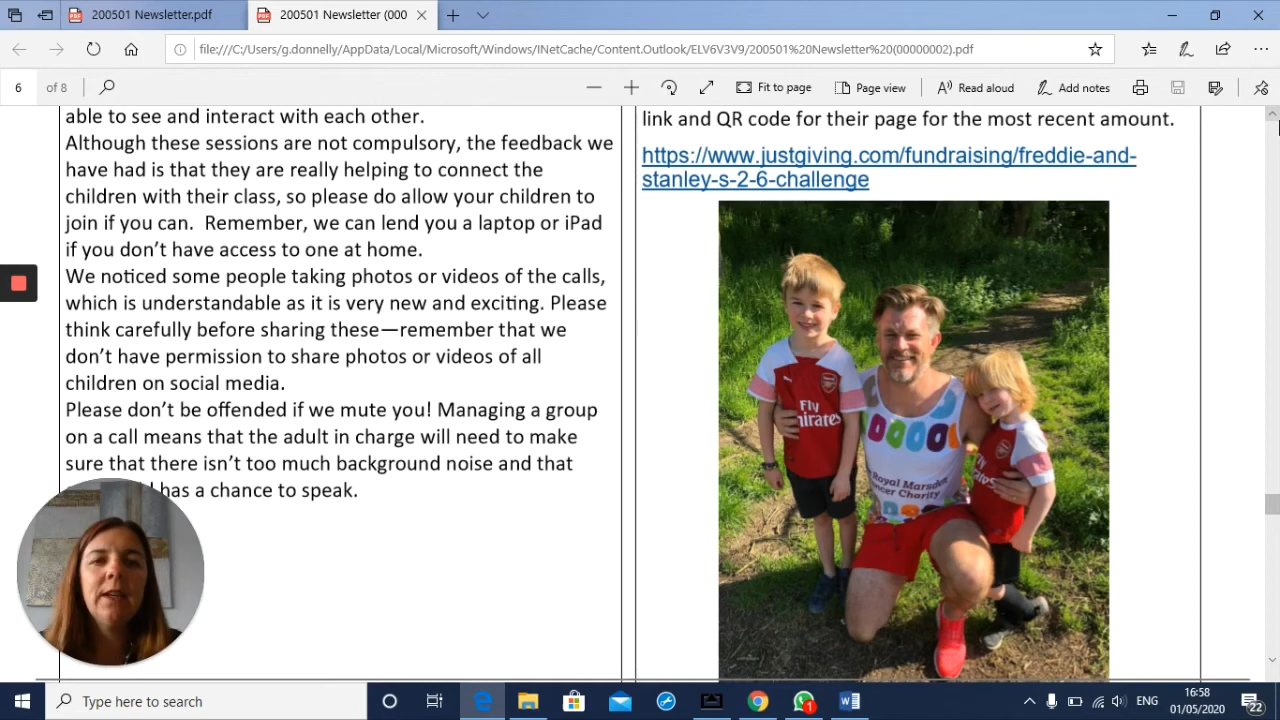 200501 Newsletter.pdf
200501 Newsletter (000
file:///C:/Users/g.donnelly/AppData/Local/Microsoft/Windows/INetCache/Content.Outlook/ELV6V3V9/200501%20Newsletter%20(00000002).pdf
6 of 8
Fit to page
Page view
Read aloud
Add notes
able to see and interact with each other.
Although these sessions are not compulsory, the feedback we
have had is that they are really helping to connect the
children with their class, so please do allow your children to
join if you can. Remember, we can lend you a laptop or iPad
if you don't have access to one at home.
We noticed some people taking photos or videos of the calls,
which is understandable as it is very new and exciting. Please
think carefully before sharing these—remember that we
don't have permission to share photos or videos of all
children on social media.
Please don't be offended if we mute you! Managing a group
on a call means that the adult in charge will need to make
sure that there isn't too much background noise and that
has a chance to speak.
link and QR code for their page for the most recent amount.
https://www.justgiving.com/fundraising/freddie-and-
stanley-s-2-6-challenge
Fly
Emirates
Royal Marsden
Cancer Charity
Type here to search
1
ENG
16:58
01/05/2020
22